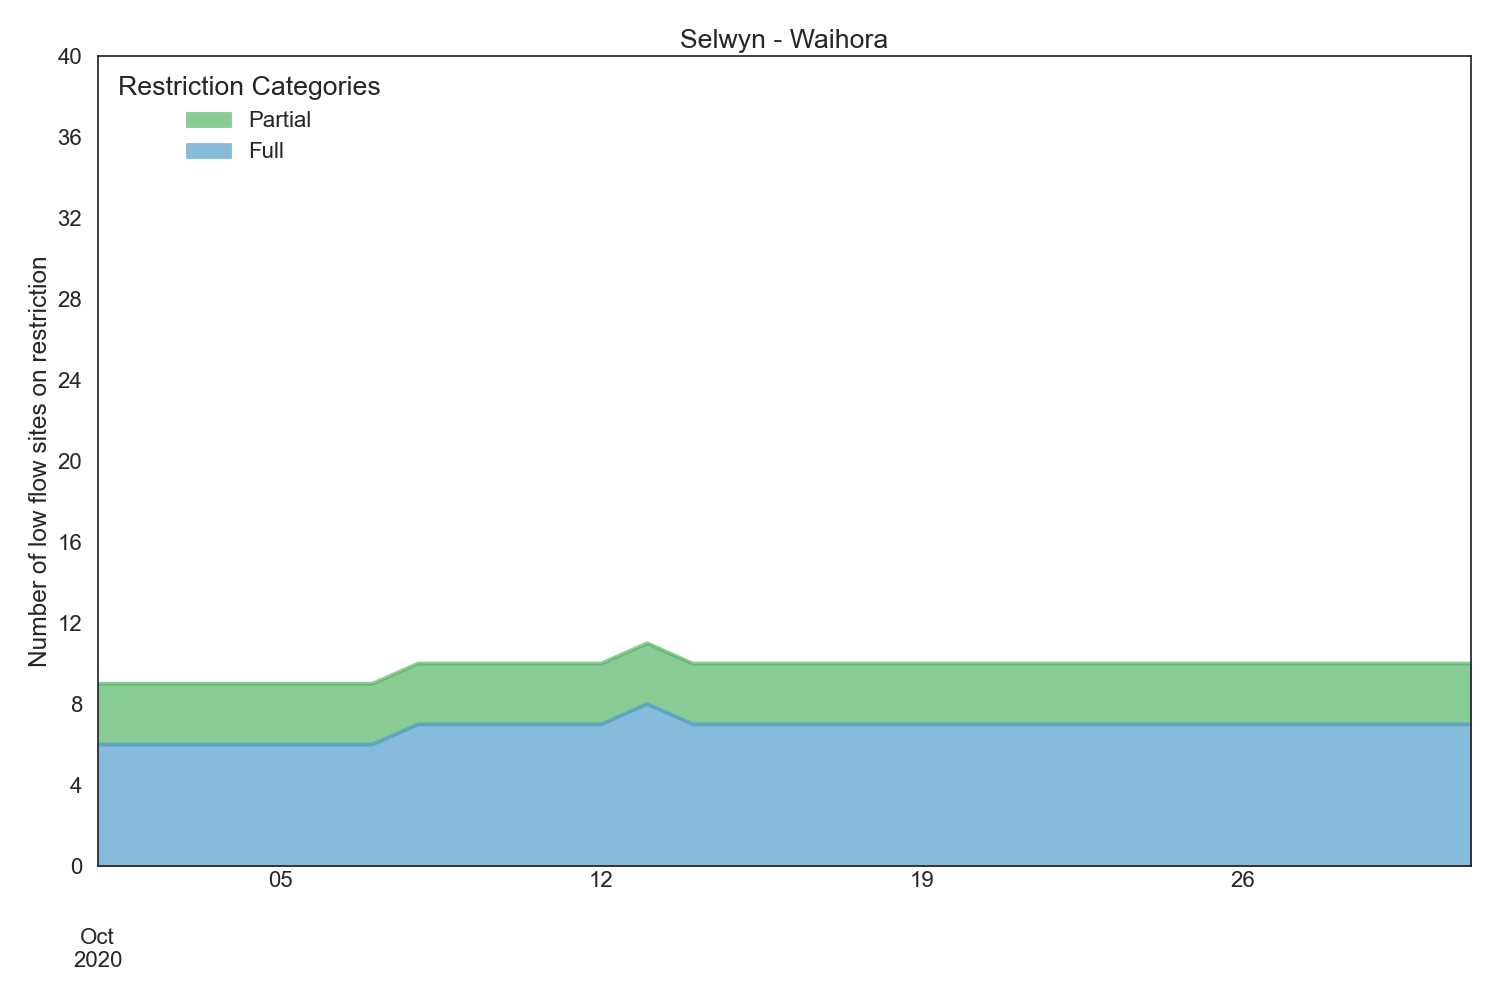 Selwyn - Waihora
Restriction Categories
Partial
Full
Number of low flow sites on restriction
40
36
32
28
24
20
16
12
8
4
0
05
12
19
26
Oct
2020